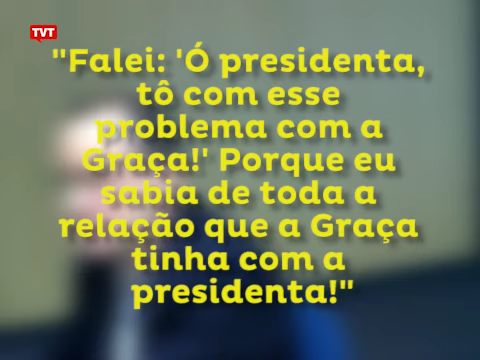 TVT
"Falei: 'Ó presidenta,
tô com esse
problema com a
Graça!' Porque eu
sabia de toda a
relação que a Graça
tinha com a
presidenta!"